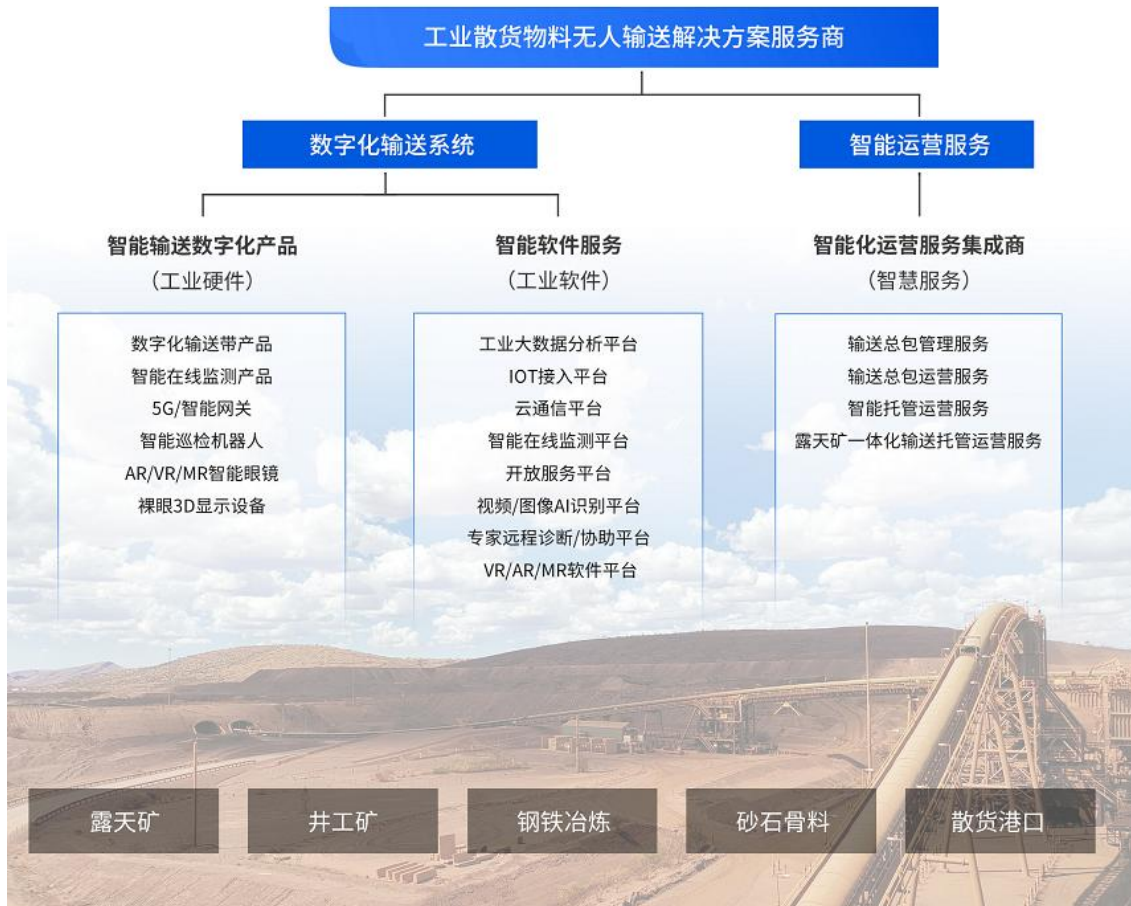 工业散货物料无人输送解决方案服务商
数字化输送系统
智能运营服务
智能输送数字化产品
（工业硬件）
智能软件服务
（工业软件）
智能化运营服务集成商
（智慧服务）
数字化输送带产品
智能在线监测产品
5G/智能网关
智能巡检机器人
AR/VR/MR智能眼镜
裸眼3D显示设备
工业大数据分析平台
IOT接入平台
云通信平台
智能在线监测平台
开放服务平台
视频/图像AI识别平台
专家远程诊断/协助平台
VR/AR/MR软件平台
输送总包管理服务
输送总包运营服务
智能托管运营服务
露天矿一体化输送托管运营服务
露天矿
井工矿
钢铁冶炼
砂石骨料
散货港口